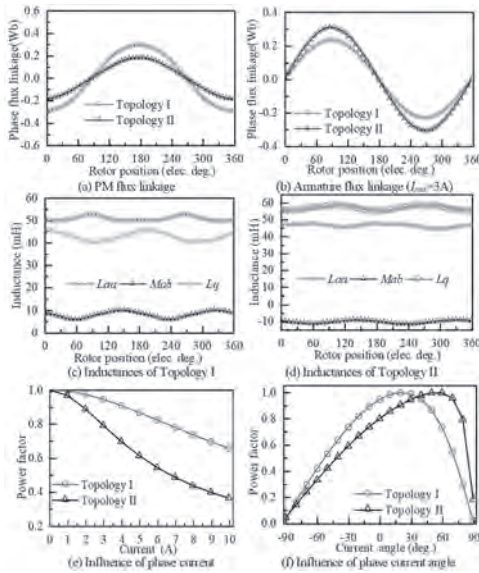 0.6
0.4
0.2
0.0
-0.2
-0.4
-0.6
Phase flux linkage(Wb)
Topology I
Topology II
0 60 120 180 240 300 360
Rotor position (elec. deg.)
(a) PM flux linkage
0.4
0.2
0.0
-0.2
-0.4
Phase flux linkage(Wb)
Topology I
Topology II
0 60 120 180 240 300 360
Rotor position (elec. deg.)
(b) Armature flux linkage (Imax=3A)
60
50
40
30
20
10
0
Inductance (mH)
Laa Mab Lq
0 60 120 180 240 300 360
Rotor position (elec. deg.)
(c) Inductances of Topology I
60
50
40
30
20
10
0
-10
Inductance (mH)
Laa Mab Lq
0 60 120 180 240 300 360
Rotor position (elec. deg.)
(d) Inductances of Topology II
1.0
0.8
0.6
0.4
0.2
Power factor
Topology I
Topology II
0 1 2 3 4 5 6 7 8 9 10
Current (A)
(e) Influence of phase current
1.0
0.8
0.6
0.4
0.2
0.0
Power factor
Topology I
Topology II
-90 -60 -30 0 30 60 90
Current angle (deg.)
(f) Influence of phase current angle